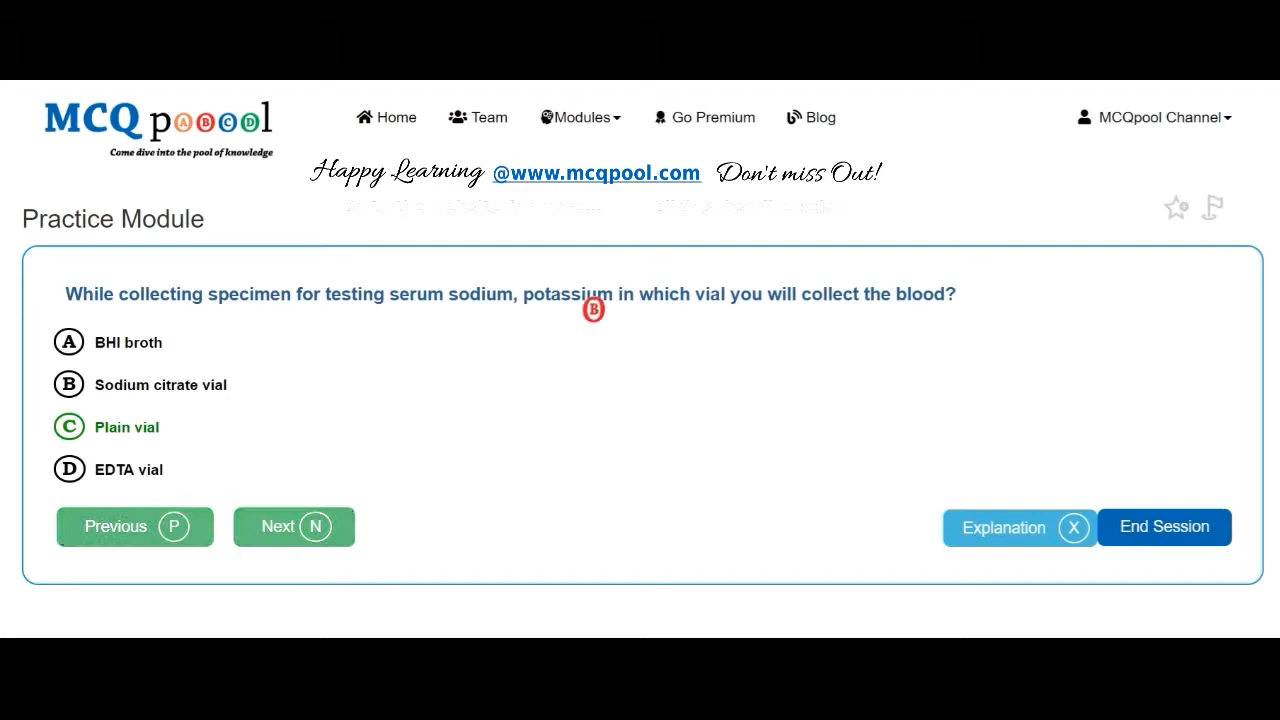 MCQ pooool
Come dive into the pool of knowledge
Home Team Modules Go Premium Blog MCQpool Channel
Happy Learning @www.mcqpool.com Don't miss Out!
Practice Module
While collecting specimen for testing serum sodium, potassium in which vial you will collect the blood?
B
A BHI broth
B Sodium citrate vial
C Plain vial
D EDTA vial
Previous P Next N Explanation X End Session